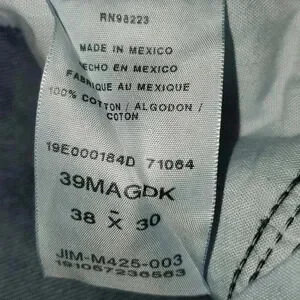 RN98223
MADE IN MEXICO
HECHO EN MEXICO
FABRIQUE AU MEXIQUE
100% COTTON / ALGODON /
COTON
19E000184D 71084
39MAGDK
38 X 30
JIM-M425-003
191057236563